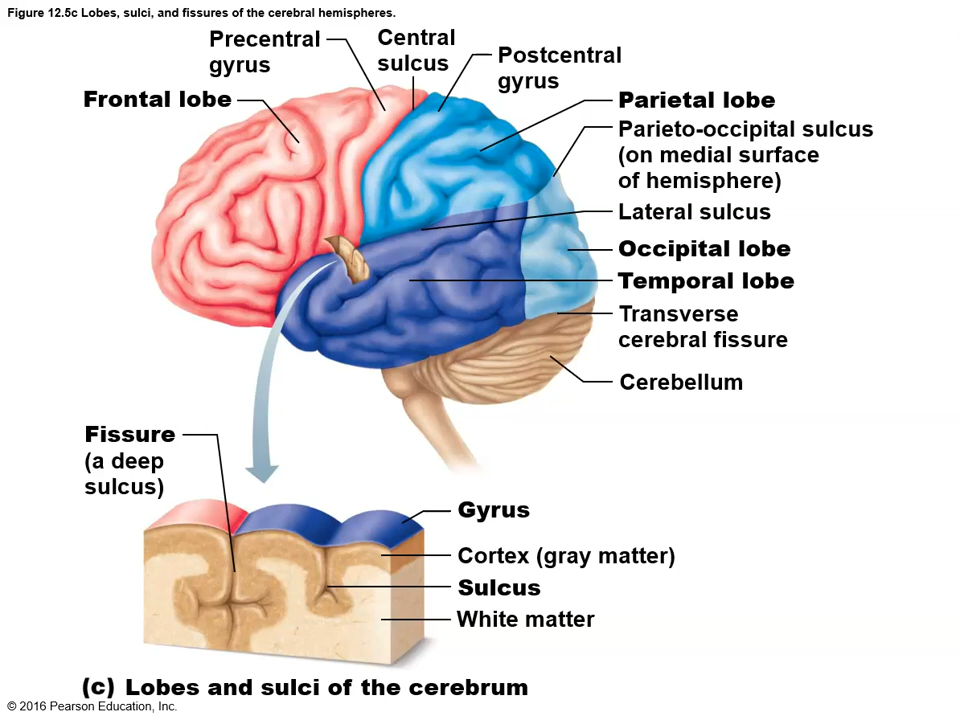 Figure 12.5c Lobes, sulci, and fissures of the cerebral hemispheres.
Precentral
gyrus
Central
sulcus
Postcentral
gyrus
Frontal lobe
Parietal lobe
Parieto-occipital sulcus
(on medial surface
of hemisphere)
Lateral sulcus
Occipital lobe
Temporal lobe
Transverse
cerebral fissure
Cerebellum
Fissure
(a deep
sulcus)
Gyrus
Cortex (gray matter)
Sulcus
White matter
(c) Lobes and sulci of the cerebrum
© 2016 Pearson Education, Inc.